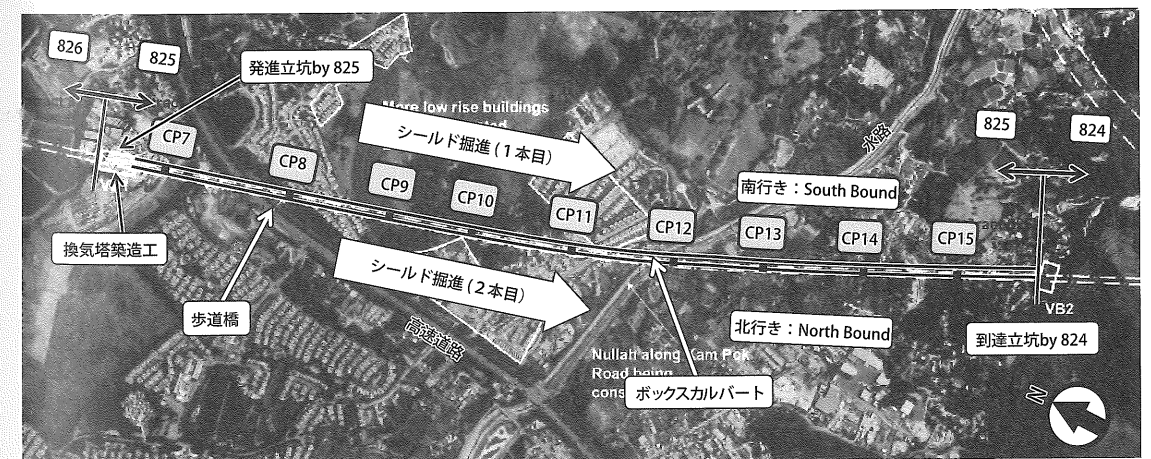 826
825
発進立坑by 825
CP7
More low rise buildings
シールド掘進(1本目)
水路
825
824
CP8
CP9
CP10
CP11
CP12
CP13
CP14
CP15
南行き:South Bound
換気塔築造工
シールド掘進(2本目)
歩道橋
高速道路
北行き:North Bound
VB2
到達立坑by 824
Nullah along Kam Pok
Road being
ボックスカルバート
N